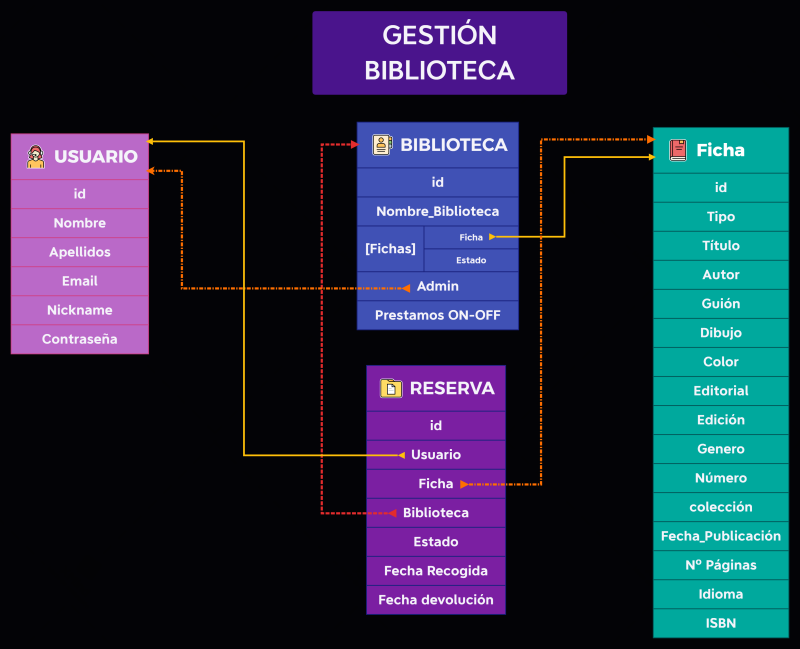 GESTIÓN
BIBLIOTECA
USUARIO
id
Nombre
Apellidos
Email
Nickname
Contraseña
BIBLIOTECA
id
Nombre_Biblioteca
[Fichas]
Ficha
Estado
Admin
Prestamos ON-OFF
RESERVA
id
Usuario
Ficha
Biblioteca
Estado
Fecha Recogida
Fecha devolución
Ficha
id
Tipo
Título
Autor
Guión
Dibujo
Color
Editorial
Edición
Genero
Número
colección
Fecha_Publicación
Nº Páginas
Idioma
ISBN